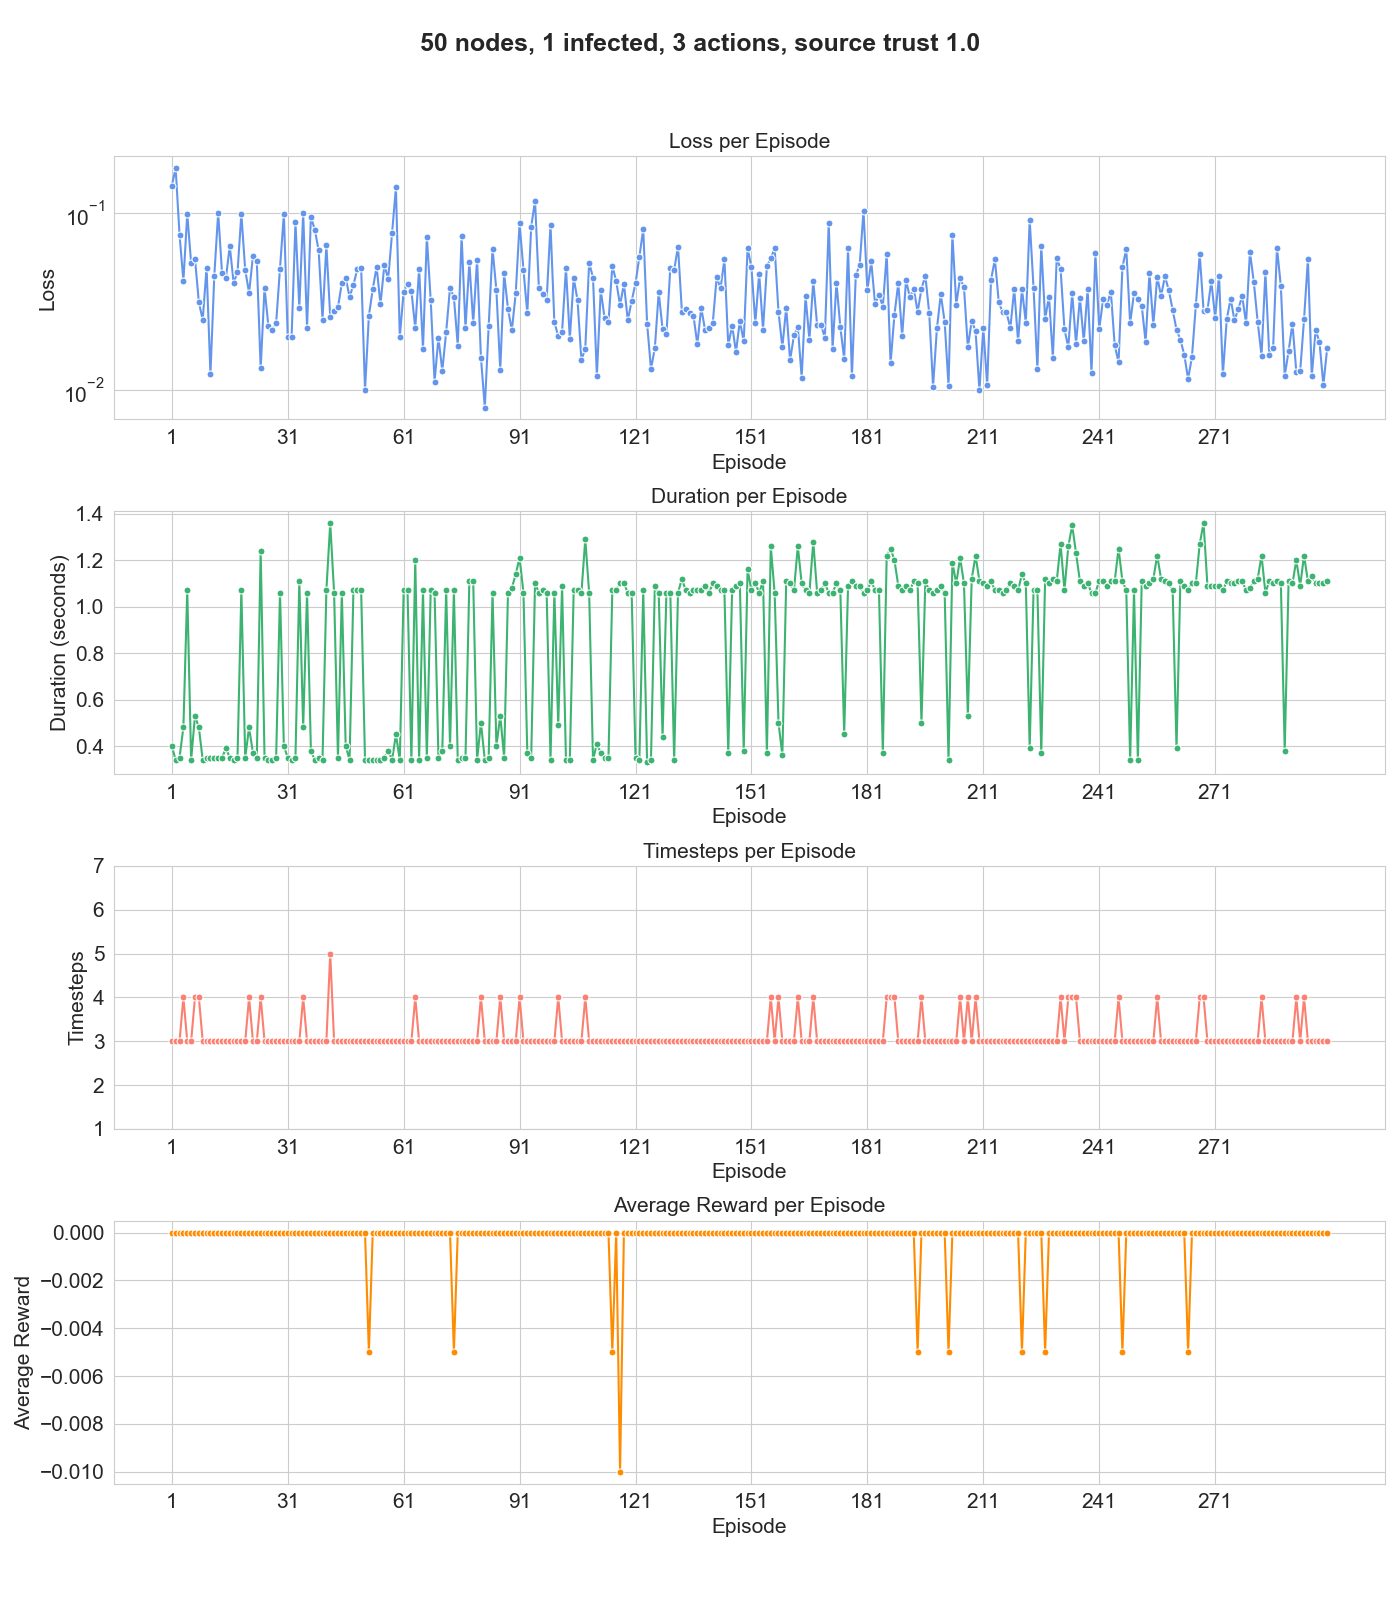 50 nodes, 1 infected, 3 actions, source trust 1.0
Loss per Episode
Loss
10⁻¹
10⁻²
1 31 61 91 121 151 181 211 241 271
Episode
Duration per Episode
Duration (seconds)
1.4
1.2
1.0
0.8
0.6
0.4
1 31 61 91 121 151 181 211 241 271
Episode
Timesteps per Episode
Timesteps
7
6
5
4
3
2
1
1 31 61 91 121 151 181 211 241 271
Episode
Average Reward per Episode
Average Reward
0.000
−0.002
−0.004
−0.006
−0.008
−0.010
1 31 61 91 121 151 181 211 241 271
Episode